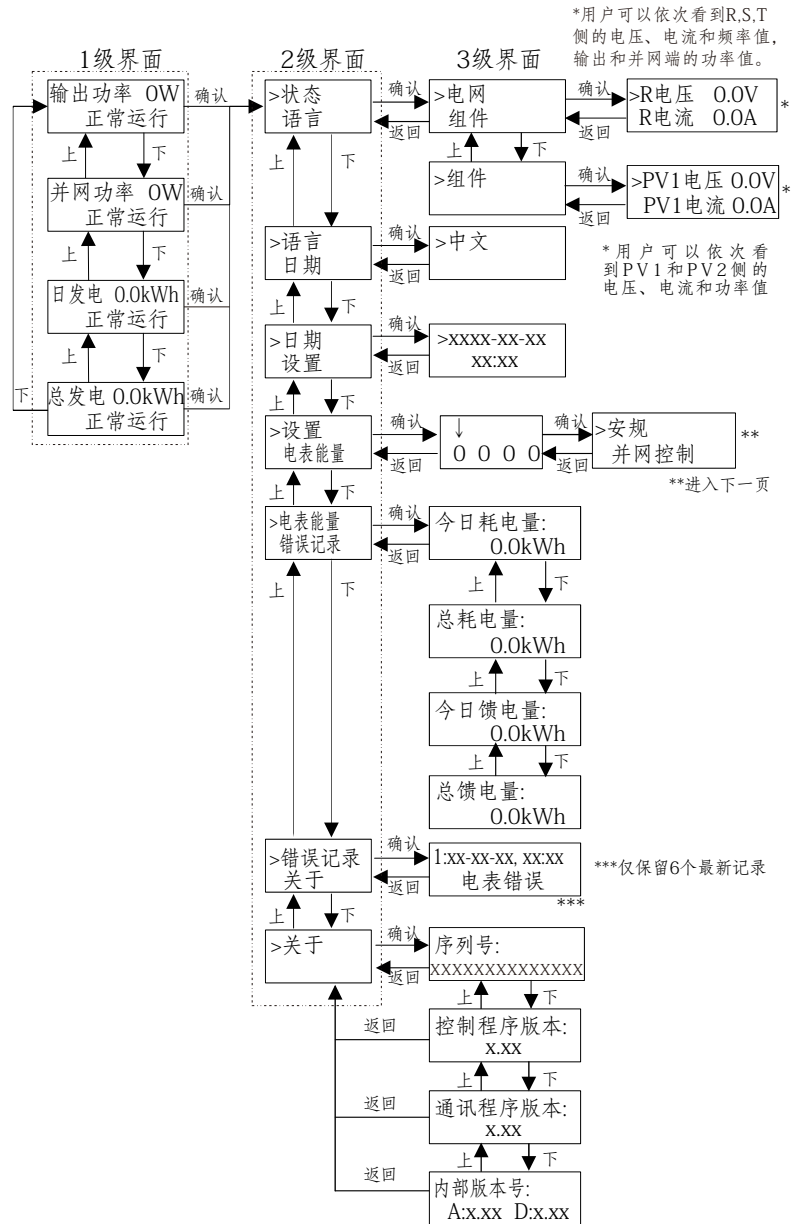 *用户可以依次看到R,S,T
侧的电压、电流和频率值,
输出和并网端的功率值。
1级界面
2级界面
3级界面
输出功率 0W
正常运行
确认
上
下
并网功率 0W
正常运行
确认
上
下
日发电 0.0kWh
正常运行
确认
上
下
下
总发电 0.0kWh
正常运行
确认
>状态
语言
确认
返回
>电网
组件
确认
返回
>R电压 0.0V
R电流 0.0A
*
上
下
上
下
>组件
确认
返回
>PV1电压 0.0V
PV1电流 0.0A
*
*用户可以依次看
到PV1和PV2侧的
电压、电流和功率值
>语言
日期
确认
返回
>中文
上
下
>日期
设置
确认
返回
>xxxx-xx-xx
xx:xx
上
下
>设置
电表能量
确认
返回
↓
0 0 0 0
确认
返回
>安规
并网控制
**
**进入下一页
上
下
>电表能量
错误记录
确认
返回
今日耗电量:
0.0kWh
上
下
上
下
总耗电量:
0.0kWh
上
下
今日馈电量:
0.0kWh
上
下
总馈电量:
0.0kWh
>错误记录
关于
确认
返回
1:xx-xx-xx, xx:xx
电表错误
***
***仅保留6个最新记录
上
下
>关于
确认
返回
序列号:
XXXXXXXXXXXXXX
上
下
返回
控制程序版本:
x.xx
上
下
返回
通讯程序版本:
x.xx
上
下
返回
内部版本号:
A:x.xx D:x.xx